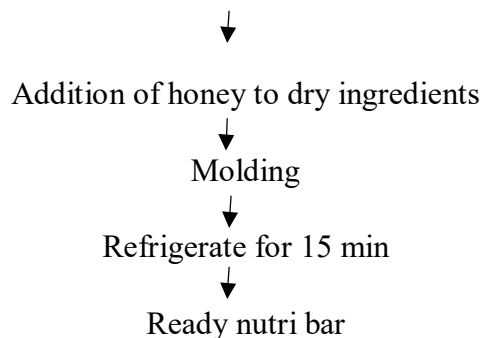 Addition of honey to dry ingredients
Molding
Refrigerate for 15 min
Ready nutri bar